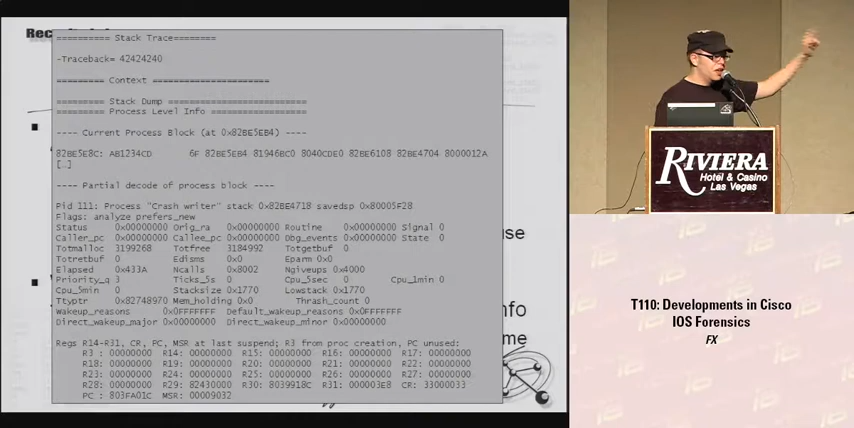 Rec
========== Stack Trace========
-Traceback= 42424240
========= Context ======================
========= Stack Dump ==========================
========= Process Level Info ==========================
---- Current Process Block (at 0x82BE5EB4) ----
82BE5E8C: AB1234CD 6F 82BE5EB4 81946BC0 8040CDE0 82BE6108 82BE4704 8000012A
[…]
---- Partial decode of process block ----
Pid 111: Process "Crash writer" stack 0x82BE4718 savedsp 0x80005F28
Flags: analyze prefers_new
Status 0x00000000 Orig_ra 0x00000000 Routine 0x00000000 Signal 0
Caller_pc 0x00000000 Callee_pc 0x00000000 Dbg_events 0x00000000 State 0
Totmalloc 3199268 Totfree 3184992 Totgetbuf 0
Totretbuf 0 Edisms 0x0 Eparm 0x0
Elapsed 0x433A Ncalls 0x8002 Ngiveups 0x4000
Priority_q 3 Ticks_5s 0 Cpu_5sec 0 Cpu_1min 0
Cpu_5min 0 Stacksize 0x1770 Lowstack 0x1770
Ttyptr 0x82748970 Mem_holding 0x0 Thrash_count 0
Wakeup_reasons 0x0FFFFFFF Default_wakeup_reasons 0x0FFFFFFF
Direct_wakeup_major 0x00000000 Direct_wakeup_minor 0x00000000
Regs R14-R31, CR, PC, MSR at last suspend; R3 from proc creation, PC unused:
R3 : 00000000 R14: 00000000 R15: 00000000 R16: 00000000 R17: 00000000
R18: 00000000 R19: 00000000 R20: 00000000 R21: 00000000 R22: 00000000
R23: 00000000 R24: 00000000 R25: 00000000 R26: 00000000 R27: 00000000
R28: 00000000 R29: 82430000 R30: 8039918C R31: 000003E8 CR: 33000033
PC : 803FA01C MSR: 00009032
use
nfo
me
RIVIERA
Hotel & Casino
Las Vegas
T110: Developments in Cisco
IOS Forensics
FX